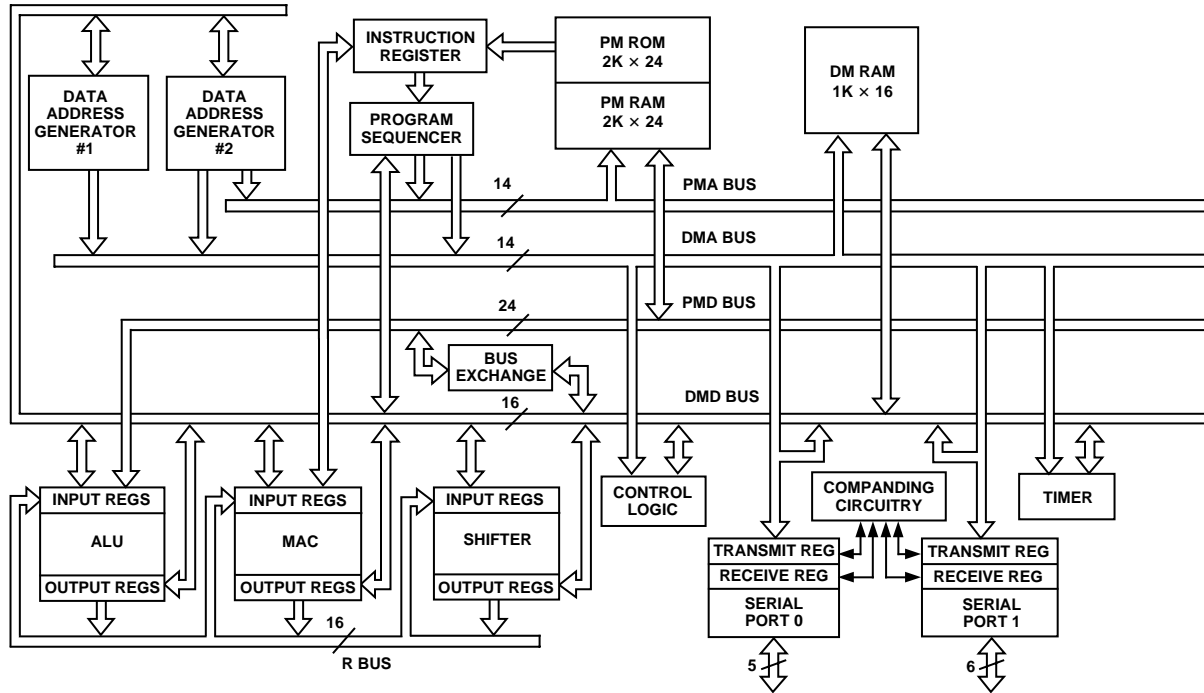 INSTRUCTION
REGISTER
PM ROM
2K × 24
PM RAM
2K × 24
DM RAM
1K × 16
DATA
ADDRESS
GENERATOR
#1
DATA
ADDRESS
GENERATOR
#2
PROGRAM
SEQUENCER
14
PMA BUS
14
DMA BUS
24
PMD BUS
BUS
EXCHANGE
16
DMD BUS
INPUT REGS
ALU
OUTPUT REGS
INPUT REGS
MAC
OUTPUT REGS
INPUT REGS
SHIFTER
OUTPUT REGS
16
R BUS
CONTROL
LOGIC
COMPANDING
CIRCUITRY
TIMER
TRANSMIT REG
RECEIVE REG
SERIAL
PORT 0
5
TRANSMIT REG
RECEIVE REG
SERIAL
PORT 1
6